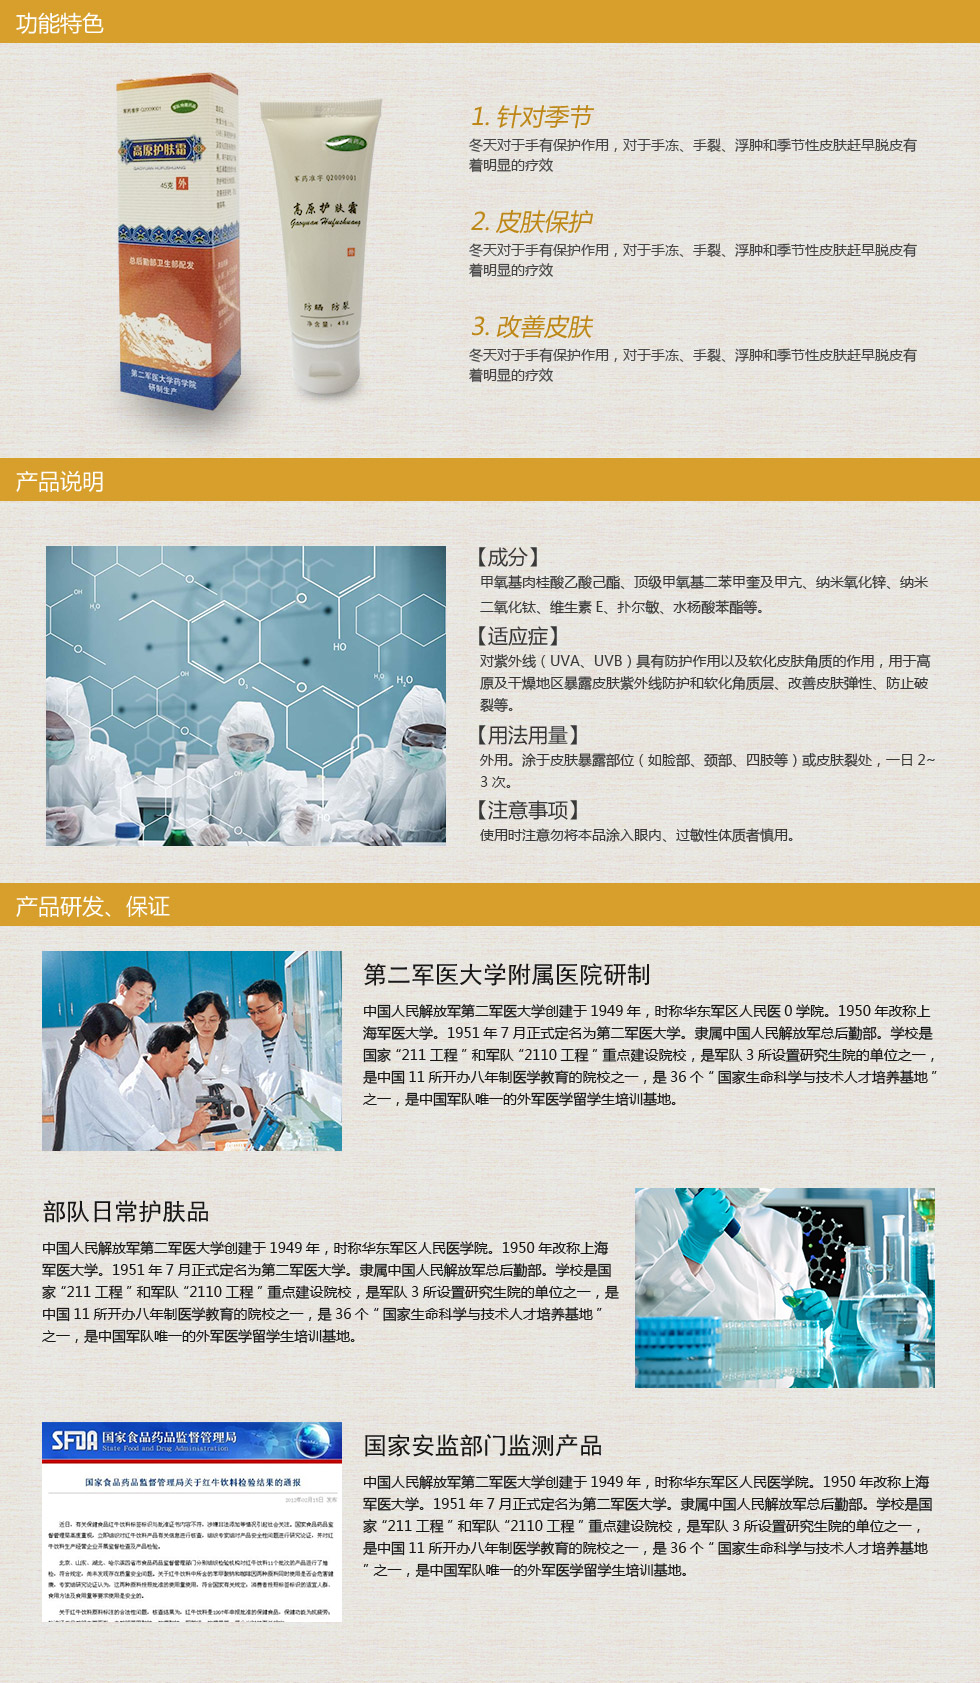 功能特色
军药准字 Q2009001
高原护肤霜
GAOYUAN HUFUSHUANG
45克 外
总后勤部卫生部配发
第二军医大学药学院
研制生产
军药准字 Q2009001
高原护肤霜
Gaoyuan Hufushuang
外
防晒 防裂
净含量：45g
1. 针对季节
冬天对于手有保护作用，对于手冻、手裂、浮肿和季节性皮肤赶早脱皮有
着明显的疗效
2. 皮肤保护
冬天对于手有保护作用，对于手冻、手裂、浮肿和季节性皮肤赶早脱皮有
着明显的疗效
3. 改善皮肤
冬天对于手有保护作用，对于手冻、手裂、浮肿和季节性皮肤赶早脱皮有
着明显的疗效
产品说明
OH
H₂O
O
O
HO
O
OH
H₂O
H₂O
O₃
O
O
OH
O
HO
【成分】
甲氧基肉桂酸乙酸己酯、顶级甲氧基二苯甲奎及甲亢、纳米氧化锌、纳米
二氧化钛、维生素 E、扑尔敏、水杨酸苯酯等。
【适应症】
对紫外线（UVA、UVB）具有防护作用以及软化皮肤角质的作用，用于高
原及干燥地区暴露皮肤紫外线防护和软化角质层、改善皮肤弹性、防止破
裂等。
【用法用量】
外用。涂于皮肤暴露部位（如脸部、颈部、四肢等）或皮肤裂处，一日 2~
3 次。
【注意事项】
使用时注意勿将本品涂入眼内、过敏性体质者慎用。
产品研发、保证
第二军医大学附属医院研制
中国人民解放军第二军医大学创建于 1949 年，时称华东军区人民医 0 学院。1950 年改称上
海军医大学。1951 年 7 月正式定名为第二军医大学。隶属中国人民解放军总后勤部。学校是
国家“211 工程 ” 和军队 “2110 工程 ” 重点建设院校，是军队 3 所设置研究生院的单位之一，
是中国 11 所开办八年制医学教育的院校之一，是 36 个 “ 国家生命科学与技术人才培养基地 ”
之一，是中国军队唯一的外军医学留学生培训基地。
部队日常护肤品
中国人民解放军第二军医大学创建于 1949 年，时称华东军区人民医学院。1950 年改称上海
军医大学。1951 年 7 月正式定名为第二军医大学。隶属中国人民解放军总后勤部。学校是国
家 “211 工程 ” 和军队 “2110 工程 ” 重点建设院校，是军队 3 所设置研究生院的单位之一，是
中国 11 所开办八年制医学教育的院校之一，是 36 个 “ 国家生命科学与技术人才培养基地 ”
之一，是中国军队唯一的外军医学留学生培训基地。
SFDA 国家食品药品监督管理局
State Food and Drug Administration
国家食品药品监督管理局关于红牛饮料检验结果的通报
国家安监部门监测产品
中国人民解放军第二军医大学创建于 1949 年，时称华东军区人民医学院。1950 年改称上海
军医大学。1951 年 7 月正式定名为第二军医大学。隶属中国人民解放军总后勤部。学校是国
家 “211 工程 ” 和军队 “2110 工程 ” 重点建设院校，是军队 3 所设置研究生院的单位之一，
是中国 11 所开办八年制医学教育的院校之一，是 36 个 “ 国家生命科学与技术人才培养基地
” 之一，是中国军队唯一的外军医学留学生培训基地。